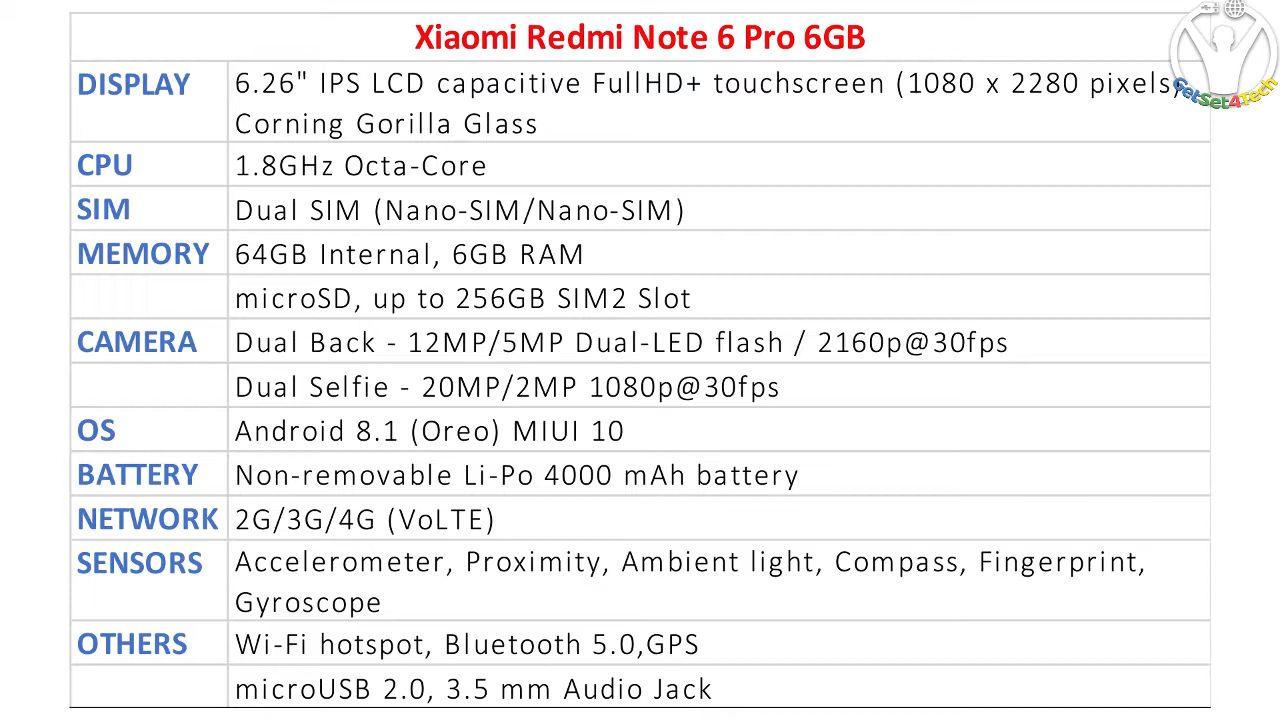 Xiaomi Redmi Note 6 Pro 6GB
DISPLAY 6.26" IPS LCD capacitive FullHD+ touchscreen (1080 x 2280 pixels)
Corning Gorilla Glass
CPU 1.8GHz Octa-Core
SIM Dual SIM (Nano-SIM/Nano-SIM)
MEMORY 64GB Internal, 6GB RAM
microSD, up to 256GB SIM2 Slot
CAMERA Dual Back - 12MP/5MP Dual-LED flash / 2160p@30fps
Dual Selfie - 20MP/2MP 1080p@30fps
OS Android 8.1 (Oreo) MIUI 10
BATTERY Non-removable Li-Po 4000 mAh battery
NETWORK 2G/3G/4G (VoLTE)
SENSORS Accelerometer, Proximity, Ambient light, Compass, Fingerprint,
Gyroscope
OTHERS Wi-Fi hotspot, Bluetooth 5.0,GPS
microUSB 2.0, 3.5 mm Audio Jack
GetSet4Tech